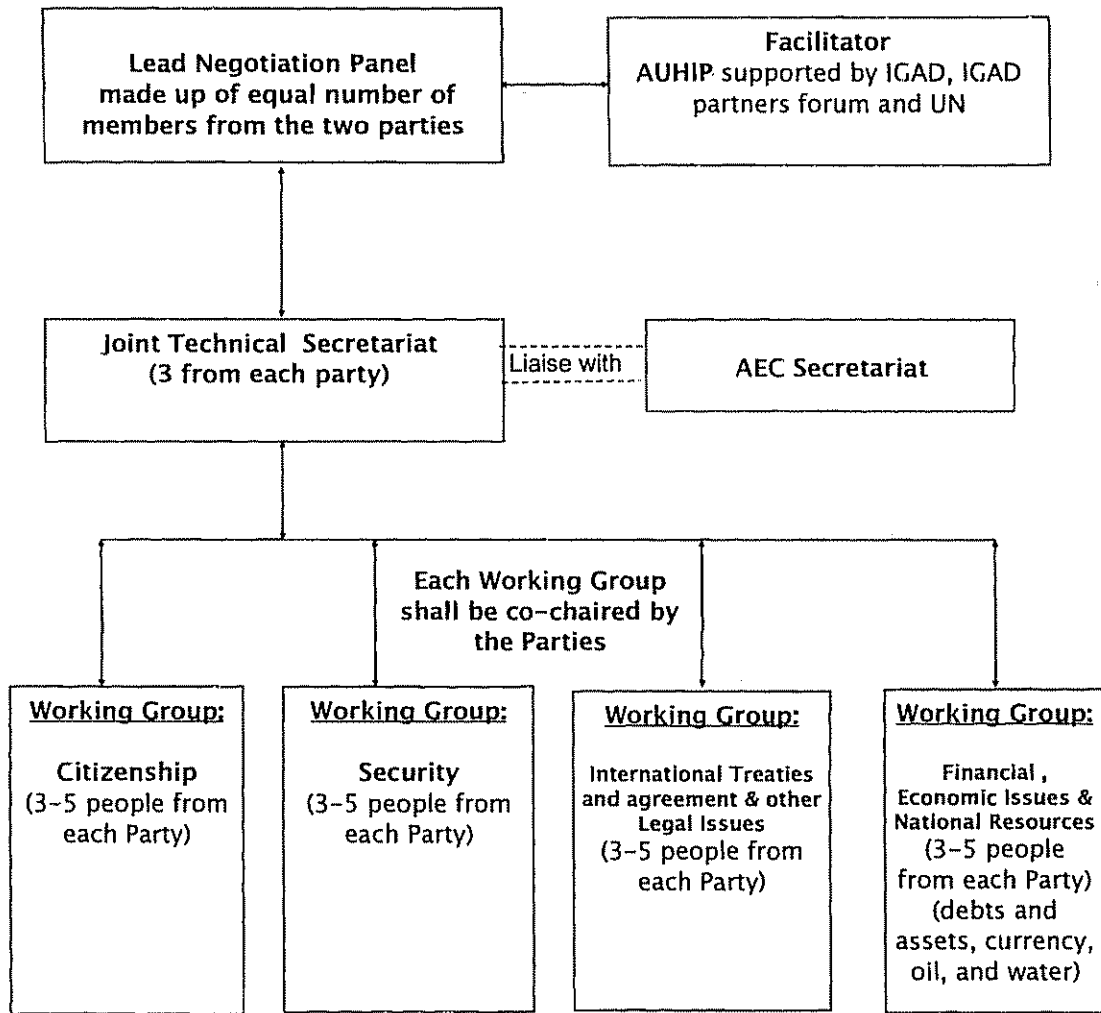 Lead Negotiation Panel
made up of equal number of
members from the two parties
Facilitator
AUHIP supported by IGAD, IGAD
partners forum and UN
Joint Technical Secretariat
(3 from each party)
Liaise with
AEC Secretariat
Each Working Group
shall be co-chaired by
the Parties
Working Group:
Citizenship
(3-5 people from
each Party)
Working Group:
Security
(3-5 people from
each Party)
Working Group:
International Treaties
and agreement & other
Legal Issues
(3-5 people from
each Party)
Working Group:
Financial ,
Economic Issues &
National Resources
(3-5 people
from each Party)
(debts and
assets, currency,
oil, and water)